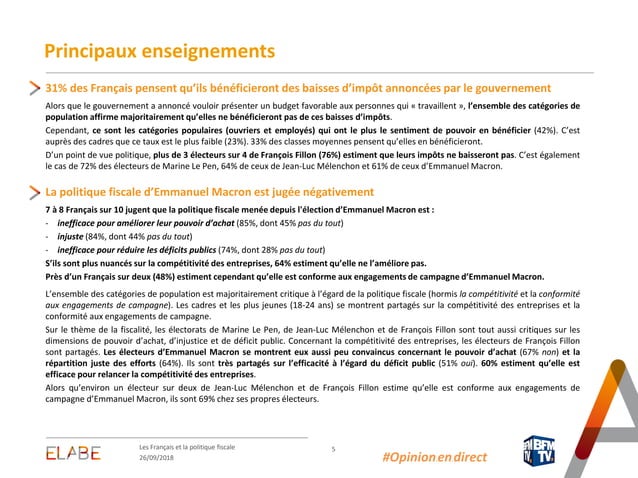 Principaux enseignements
31% des Français pensent qu’ils bénéficieront des baisses d’impôt annoncées par le gouvernement
Alors que le gouvernement a annoncé vouloir présenter un budget favorable aux personnes qui « travaillent », l’ensemble des catégories de
population affirme majoritairement qu’elles ne bénéficieront pas de ces baisses d’impôts.
Cependant, ce sont les catégories populaires (ouvriers et employés) qui ont le plus le sentiment de pouvoir en bénéficier (42%). C’est
auprès des cadres que ce taux est le plus faible (23%). 33% des classes moyennes pensent qu’elles en bénéficieront.
D’un point de vue politique, plus de 3 électeurs sur 4 de François Fillon (76%) estiment que leurs impôts ne baisseront pas. C’est également
le cas de 72% des électeurs de Marine Le Pen, 64% de ceux de Jean-Luc Mélenchon et 61% de ceux d’Emmanuel Macron.
La politique fiscale d’Emmanuel Macron est jugée négativement
7 à 8 Français sur 10 jugent que la politique fiscale menée depuis l'élection d’Emmanuel Macron est :
- inefficace pour améliorer leur pouvoir d’achat (85%, dont 45% pas du tout)
- injuste (84%, dont 44% pas du tout)
- inefficace pour réduire les déficits publics (74%, dont 28% pas du tout)
S’ils sont plus nuancés sur la compétitivité des entreprises, 64% estiment qu’elle ne l’améliore pas.
Près d’un Français sur deux (48%) estiment cependant qu’elle est conforme aux engagements de campagne d’Emmanuel Macron.
L’ensemble des catégories de population est majoritairement critique à l’égard de la politique fiscale (hormis la compétitivité et la conformité
aux engagements de campagne). Les cadres et les plus jeunes (18-24 ans) se montrent partagés sur la compétitivité des entreprises et la
conformité aux engagements de campagne.
Sur le thème de la fiscalité, les électorats de Marine Le Pen, de Jean-Luc Mélenchon et de François Fillon sont tout aussi critiques sur les
dimensions de pouvoir d’achat, d’injustice et de déficit public. Concernant la compétitivité des entreprises, les électeurs de François Fillon
sont partagés. Les électeurs d’Emmanuel Macron se montrent eux aussi peu convaincus concernant le pouvoir d’achat (67% non) et la
répartition juste des efforts (64%). Ils sont très partagés sur l’efficacité à l’égard du déficit public (51% oui). 60% estiment qu’elle est
efficace pour relancer la compétitivité des entreprises.
Alors qu’environ un électeur sur deux de Jean-Luc Mélenchon et de François Fillon estime qu’elle est conforme aux engagements de
campagne d’Emmanuel Macron, ils sont 69% chez ses propres électeurs.
ELABE
Les Français et la politique fiscale
26/09/2018
5
#Opinion en direct
BFM
TV.